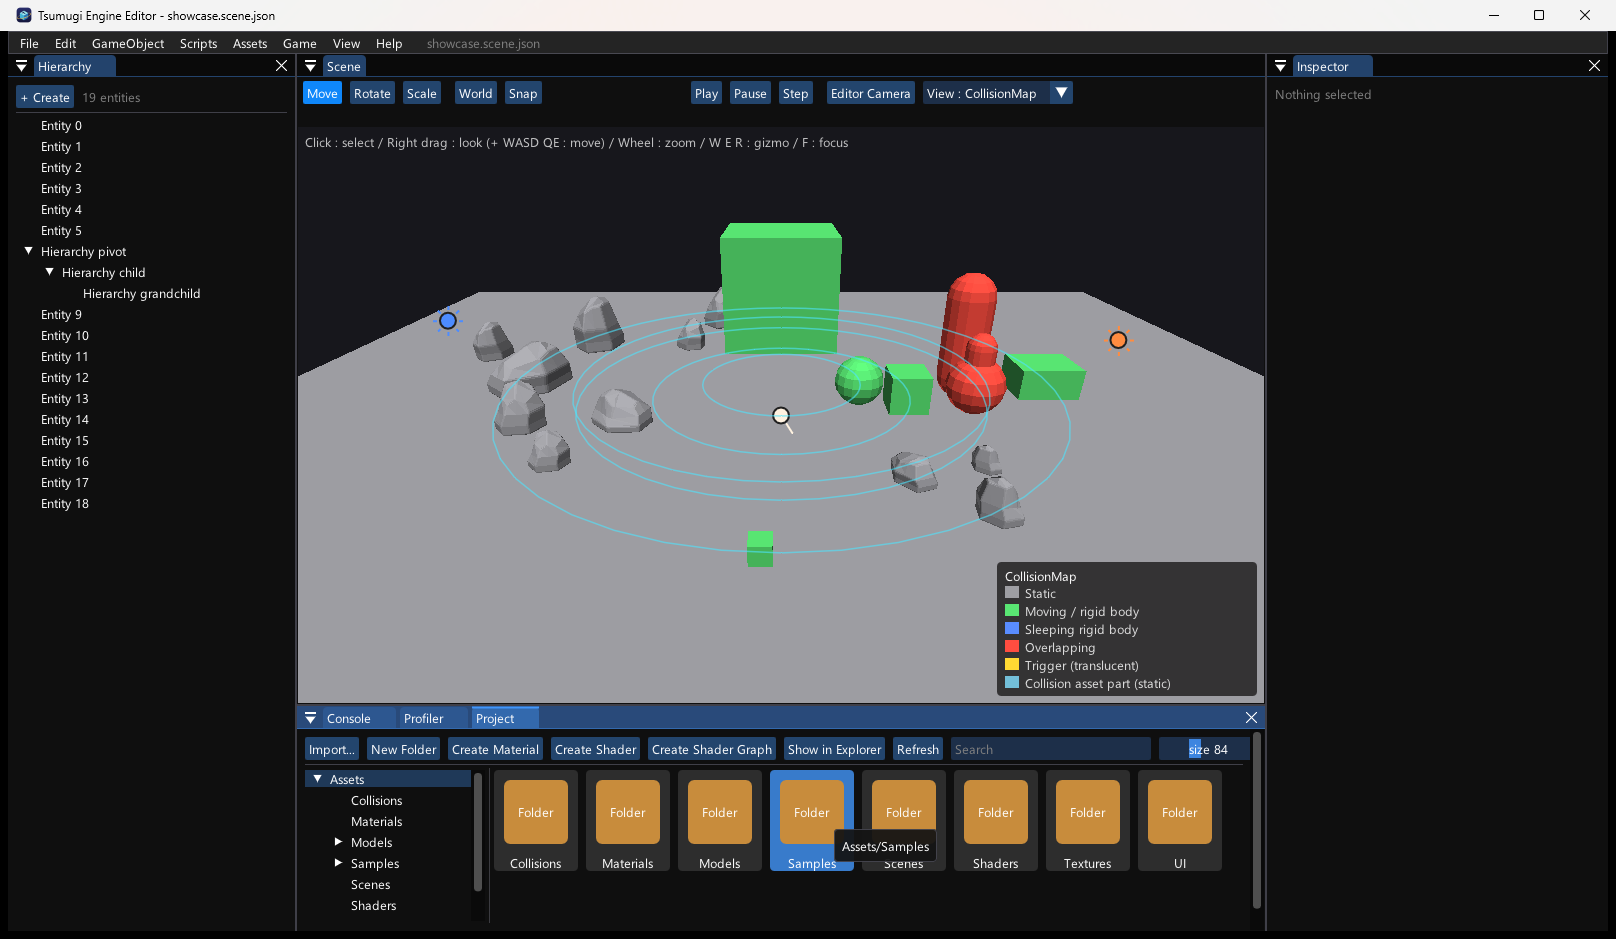 Tsumugi Engine Editor - showcase.scene.json
File Edit GameObject Scripts Assets Game View Help showcase.scene.json
Hierarchy
+ Create 19 entities
Entity 0
Entity 1
Entity 2
Entity 3
Entity 4
Entity 5
Hierarchy pivot
Hierarchy child
Hierarchy grandchild
Entity 9
Entity 10
Entity 11
Entity 12
Entity 13
Entity 14
Entity 15
Entity 16
Entity 17
Entity 18
Scene
Move Rotate Scale World Snap Play Pause Step Editor Camera View : CollisionMap
Click : select / Right drag : look (+ WASD QE : move) / Wheel : zoom / W E R : gizmo / F : focus
CollisionMap
Static
Moving / rigid body
Sleeping rigid body
Overlapping
Trigger (translucent)
Collision asset part (static)
Inspector
Nothing selected
Console Profiler Project
Import... New Folder Create Material Create Shader Create Shader Graph Show in Explorer Refresh Search size 84
Assets
Collisions
Materials
Models
Samples
Scenes
Shaders
Folder Folder Folder Folder Folder Folder Folder Folder
Assets/Samples
Collisions Materials Models Samples Scenes Shaders Textures UI